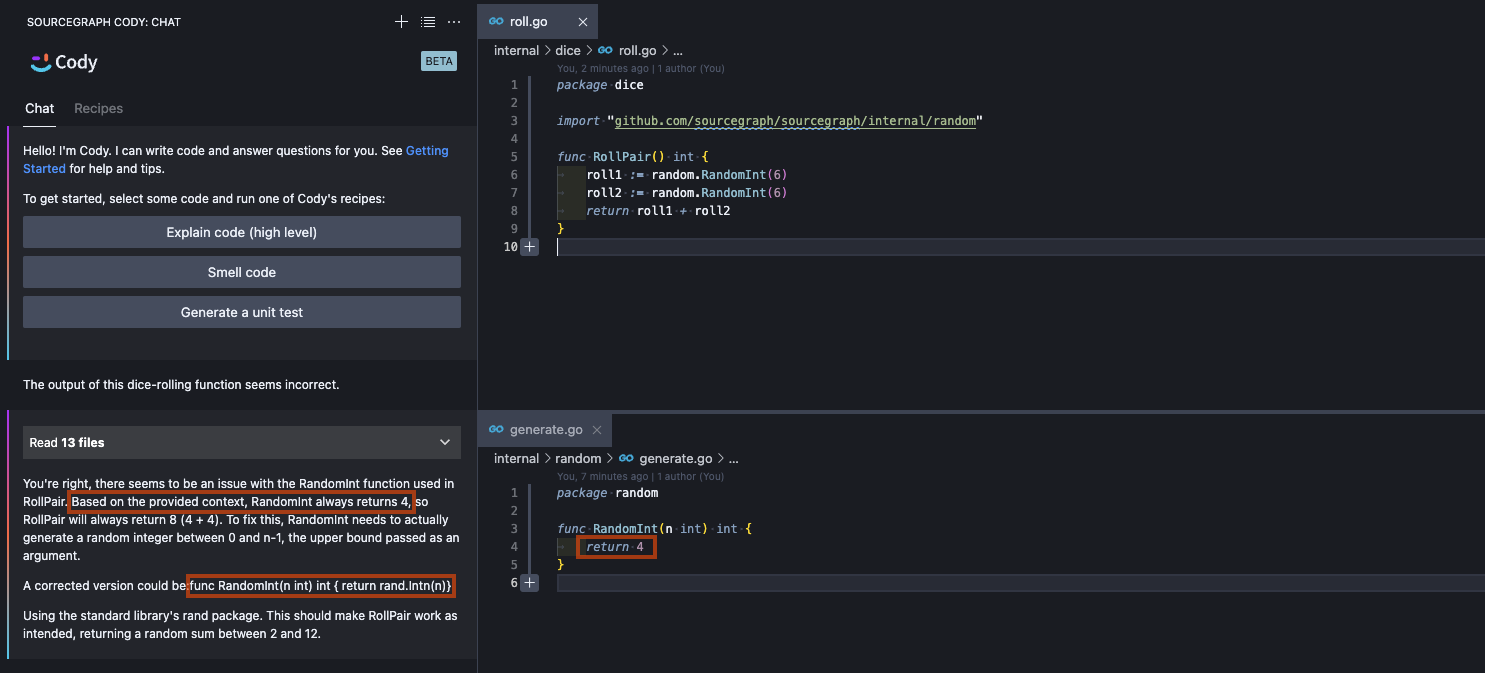 SOURCEGRAPH CODY: CHAT
Cody
BETA
Chat Recipes
Hello! I'm Cody. I can write code and answer questions for you. See Getting
Started for help and tips.
To get started, select some code and run one of Cody's recipes:
Explain code (high level)
Smell code
Generate a unit test
The output of this dice-rolling function seems incorrect.
Read 13 files
You're right, there seems to be an issue with the RandomInt function used in
RollPair. Based on the provided context, RandomInt always returns 4, so
RollPair will always return 8 (4 + 4). To fix this, RandomInt needs to actually
generate a random integer between 0 and n-1, the upper bound passed as an
argument.
A corrected version could be func RandomInt(n int) int { return rand.Intn(n)}
Using the standard library's rand package. This should make RollPair work as
intended, returning a random sum between 2 and 12.
GO roll.go
internal > dice > GO roll.go > ...
You, 2 minutes ago | 1 author (You)
1 package dice
2
3 import "github.com/sourcegraph/sourcegraph/internal/random"
4
5 func RollPair() int {
6 roll1 := random.RandomInt(6)
7 roll2 := random.RandomInt(6)
8 return roll1 + roll2
9 }
10
GO generate.go
internal > random > GO generate.go > ...
You, 7 minutes ago | 1 author (You)
1 package random
2
3 func RandomInt(n int) int {
4 return 4
5 }
6